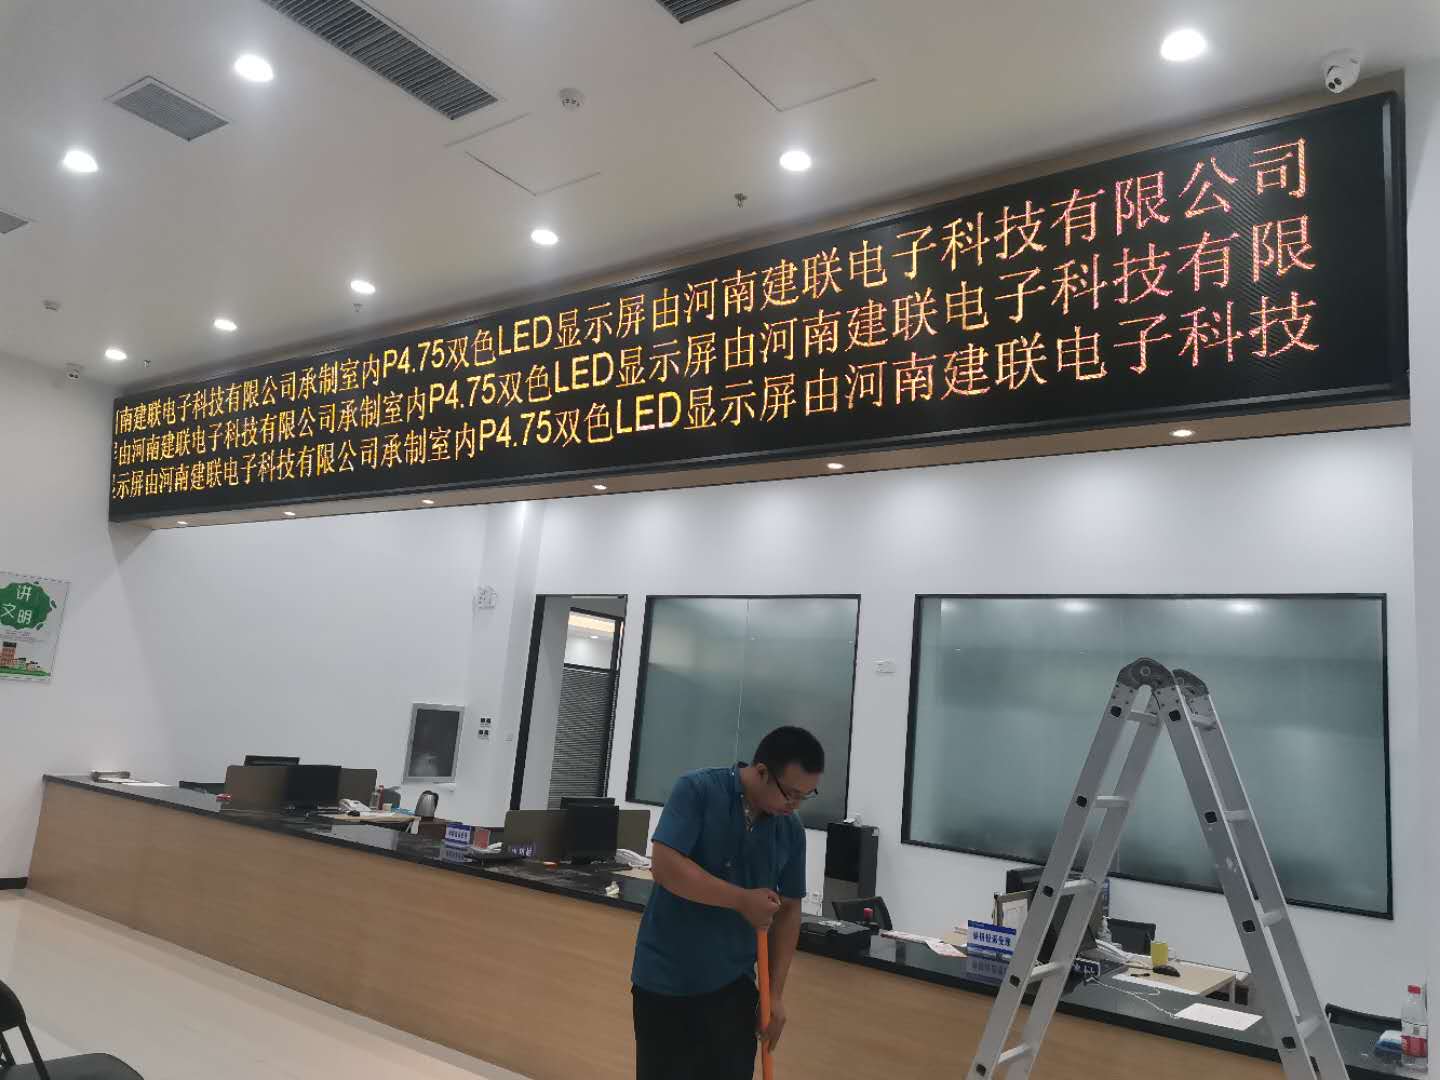 南建联电子科技有限公司承制室内P4.75双色LED显示屏由河南建联电子科技有限公司
由河南建联电子科技有限公司承制室内P4.75双色LED显示屏由河南建联电子科技有限
示屏由河南建联电子科技有限公司承制室内P4.75双色LED显示屏由河南建联电子科技
讲
文明